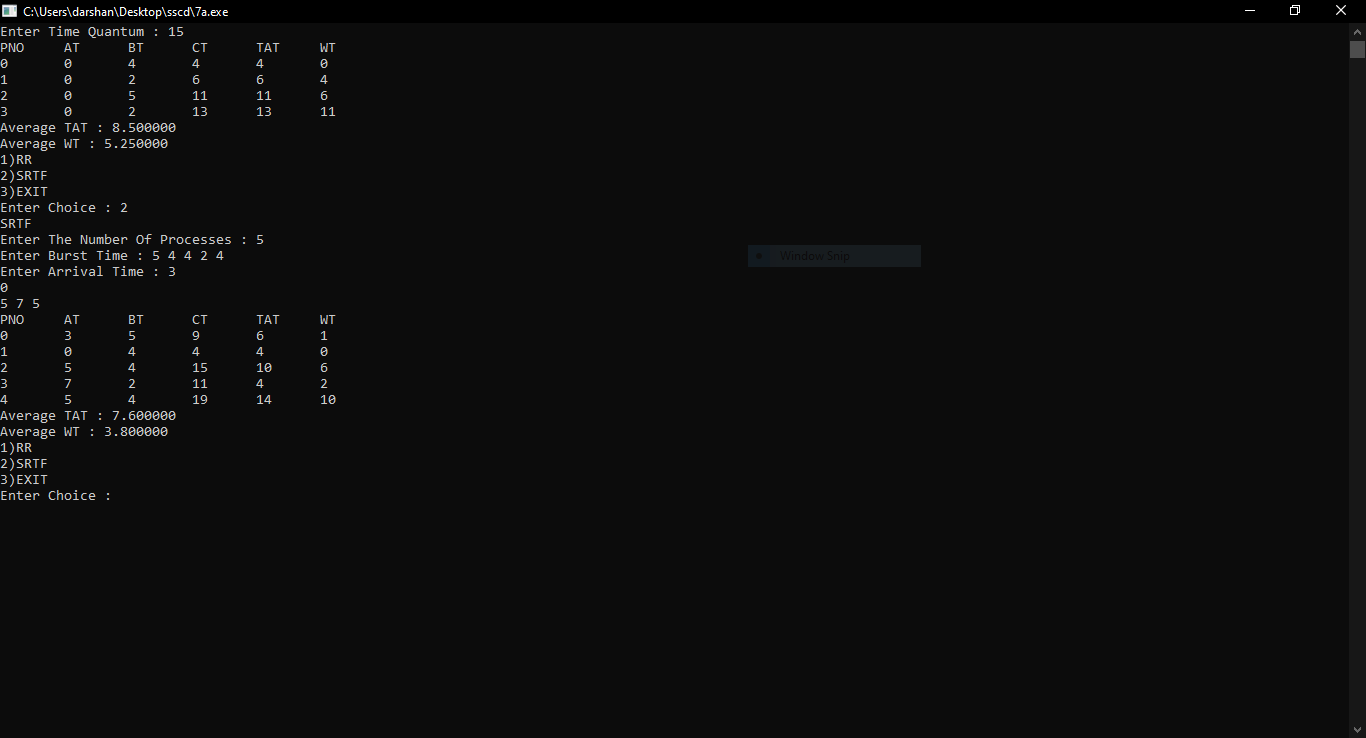 C:\Users\darshan\Desktop\sscd\7a.exe
Enter Time Quantum : 15
PNO AT BT CT TAT WT
0 0 4 4 4 0
1 0 2 6 6 4
2 0 5 11 11 6
3 0 2 13 13 11
Average TAT : 8.500000
Average WT : 5.250000
1)RR
2)SRTF
3)EXIT
Enter Choice : 2
SRTF
Enter The Number Of Processes : 5
Enter Burst Time : 5 4 4 2 4
Enter Arrival Time : 3
0
5 7 5
PNO AT BT CT TAT WT
0 3 5 9 6 1
1 0 4 4 4 0
2 5 4 15 10 6
3 7 2 11 4 2
4 5 4 19 14 10
Average TAT : 7.600000
Average WT : 3.800000
1)RR
2)SRTF
3)EXIT
Enter Choice :
Window Snip